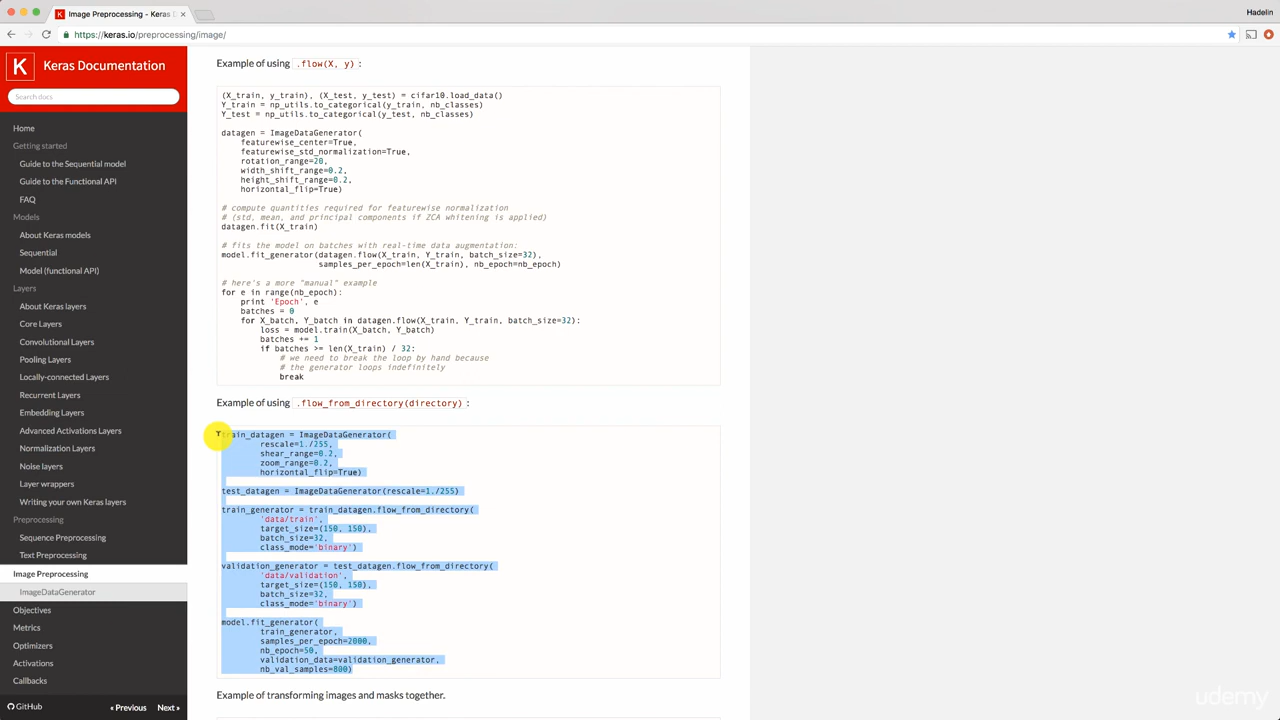 Image Preprocessing - Keras D
Hadelin
https://keras.io/preprocessing/image/
K
Keras Documentation
Search docs
Home
Getting started
Guide to the Sequential model
Guide to the Functional API
FAQ
Models
About Keras models
Sequential
Model (functional API)
Layers
About Keras layers
Core Layers
Convolutional Layers
Pooling Layers
Locally-connected Layers
Recurrent Layers
Embedding Layers
Advanced Activations Layers
Normalization Layers
Noise layers
Layer wrappers
Writing your own Keras layers
Preprocessing
Sequence Preprocessing
Text Preprocessing
Image Preprocessing
ImageDataGenerator
Objectives
Metrics
Optimizers
Activations
Callbacks
GitHub
« Previous
Next »
Example of using .flow(X, y) :
(X_train, y_train), (X_test, y_test) = cifar10.load_data()
Y_train = np_utils.to_categorical(y_train, nb_classes)
Y_test = np_utils.to_categorical(y_test, nb_classes)
datagen = ImageDataGenerator(
featurewise_center=True,
featurewise_std_normalization=True,
rotation_range=20,
width_shift_range=0.2,
height_shift_range=0.2,
horizontal_flip=True)
# compute quantities required for featurewise normalization
# (std, mean, and principal components if ZCA whitening is applied)
datagen.fit(X_train)
# fits the model on batches with real-time data augmentation:
model.fit_generator(datagen.flow(X_train, Y_train, batch_size=32),
samples_per_epoch=len(X_train), nb_epoch=nb_epoch)
# here's a more "manual" example
for e in range(nb_epoch):
print 'Epoch', e
batches = 0
for X_batch, Y_batch in datagen.flow(X_train, Y_train, batch_size=32):
loss = model.train(X_batch, Y_batch)
batches += 1
if batches >= len(X_train) / 32:
# we need to break the loop by hand because
# the generator loops indefinitely
break
Example of using .flow_from_directory(directory) :
train_datagen = ImageDataGenerator(
rescale=1./255,
shear_range=0.2,
zoom_range=0.2,
horizontal_flip=True)
test_datagen = ImageDataGenerator(rescale=1./255)
train_generator = train_datagen.flow_from_directory(
'data/train',
target_size=(150, 150),
batch_size=32,
class_mode='binary')
validation_generator = test_datagen.flow_from_directory(
'data/validation',
target_size=(150, 150),
batch_size=32,
class_mode='binary')
model.fit_generator(
train_generator,
samples_per_epoch=2000,
nb_epoch=50,
validation_data=validation_generator,
nb_val_samples=800)
Example of transforming images and masks together.
udemy